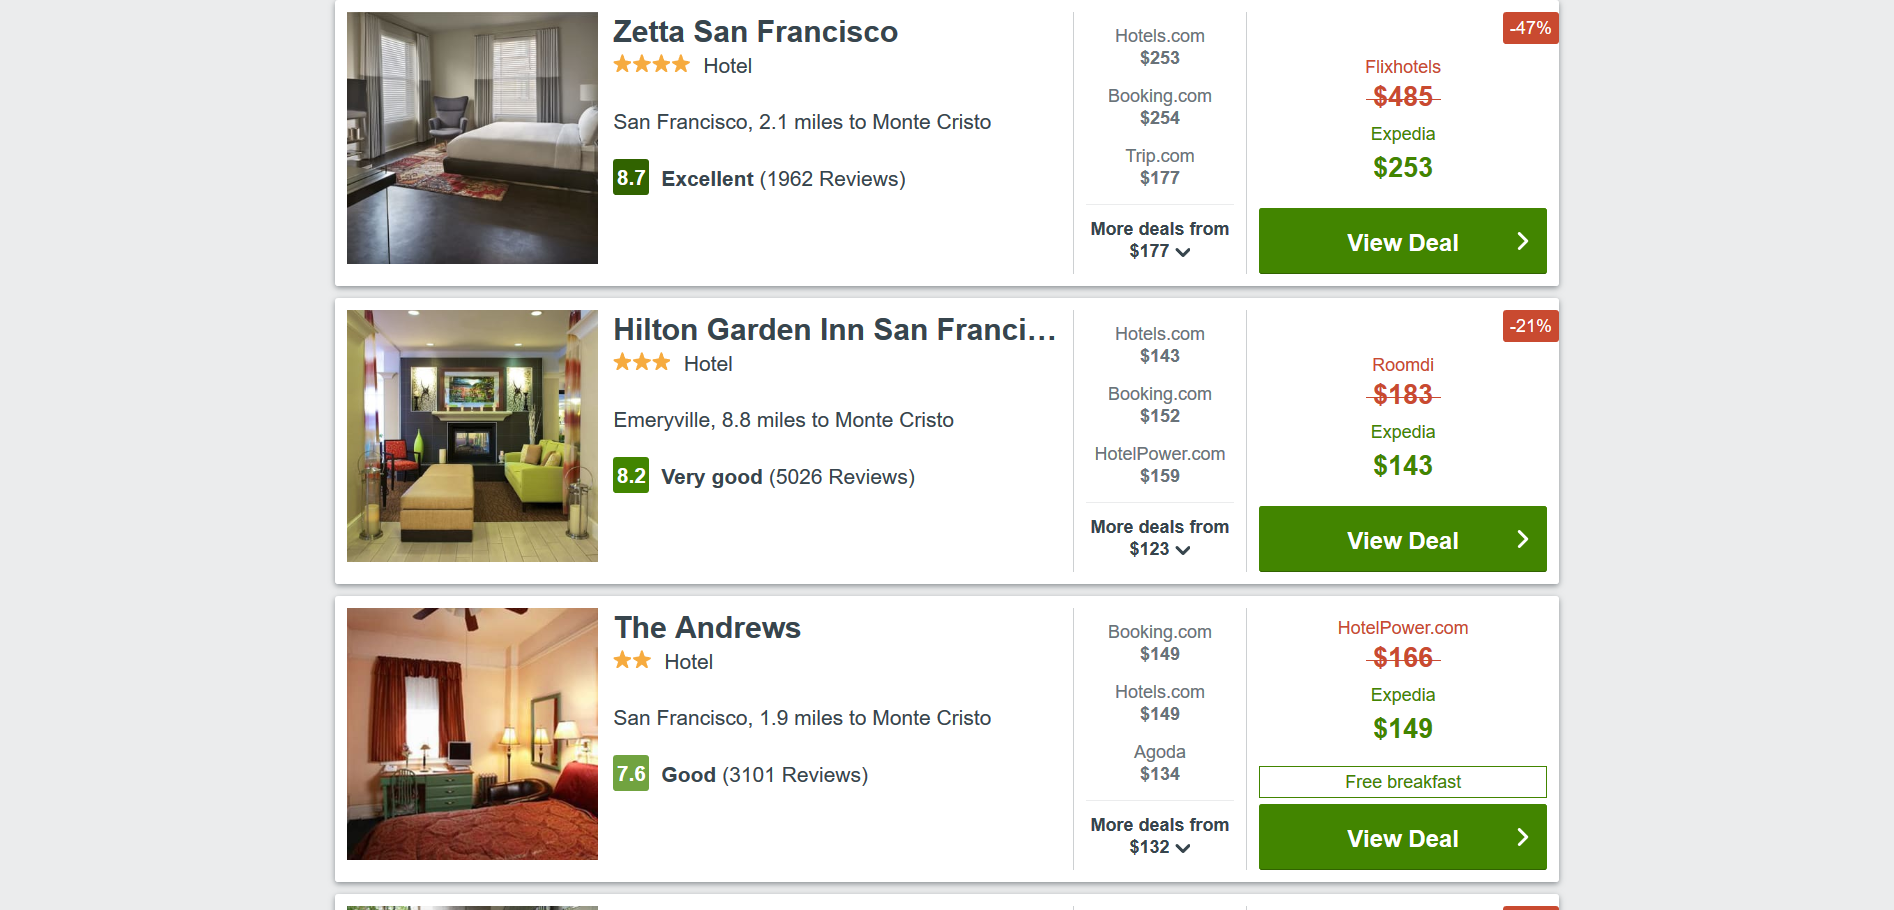 Zetta San Francisco
Hotel
San Francisco, 2.1 miles to Monte Cristo
8.7 Excellent (1962 Reviews)
Hotels.com
$253
Booking.com
$254
Trip.com
$177
More deals from
$177
-47%
Flixhotels
$485
Expedia
$253
View Deal
Hilton Garden Inn San Franci...
Hotel
Emeryville, 8.8 miles to Monte Cristo
8.2 Very good (5026 Reviews)
Hotels.com
$143
Booking.com
$152
HotelPower.com
$159
More deals from
$123
-21%
Roomdi
$183
Expedia
$143
View Deal
The Andrews
Hotel
San Francisco, 1.9 miles to Monte Cristo
7.6 Good (3101 Reviews)
Booking.com
$149
Hotels.com
$149
Agoda
$134
More deals from
$132
HotelPower.com
$166
Expedia
$149
Free breakfast
View Deal